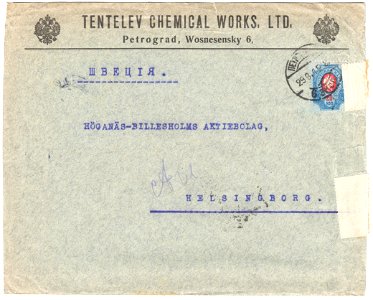 TENTELEV CHEMICAL WORKS, LTD.
Petrograd, Wosnesensky 6.
ШВЕЦІЯ.
HÖGANÄS-BILLESHOLMS AKTIEBOLAG,
HELSINGBORG.